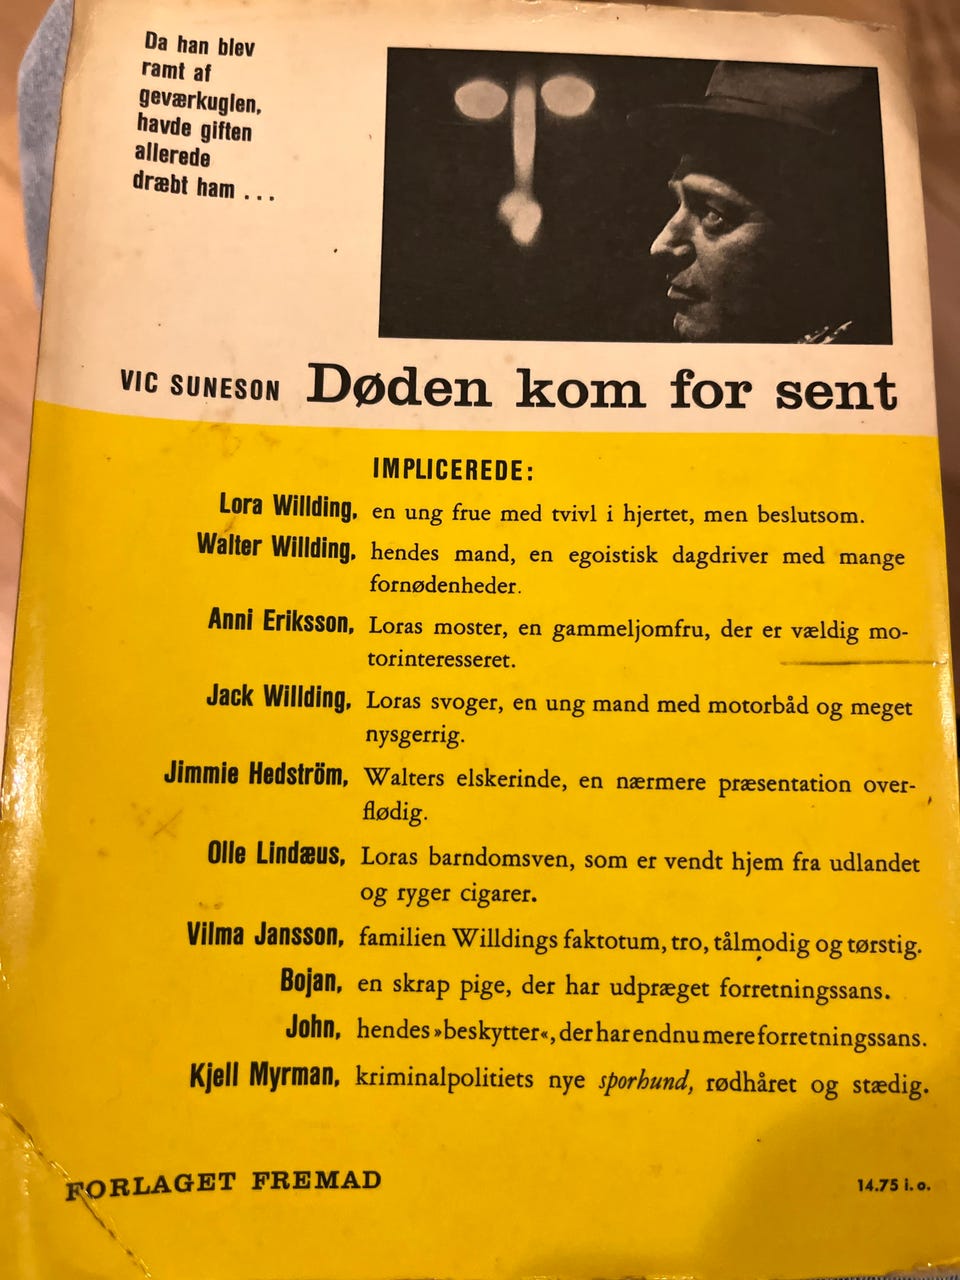 Da han blev
ramt af
geværkuglen,
havde giften
allerede
dræbt ham ...
VIC SUNESON Døden kom for sent
IMPLICEREDE:
Lora Willding, en ung frue med tvivl i hjertet, men beslutsom.
Walter Willding, hendes mand, en egoistisk dagdriver med mange
fornødenheder.
Anni Eriksson, Loras moster, en gammeljomfru, der er vældig mo-
torinteresseret.
Jack Willding, Loras svoger, en ung mand med motorbåd og meget
nysgerrig.
Jimmie Hedström, Walters elskerinde, en nærmere præsentation over-
flødig.
Olle Lindæus, Loras barndomsven, som er vendt hjem fra udlandet
og ryger cigarer.
Vilma Jansson, familien Willdings faktotum, tro, tålmodig og tørstig.
Bojan, en skrap pige, der har udpræget forretningssans.
John, hendes »beskytter«, der har endnu mere forretningssans.
Kjell Myrman, kriminalpolitiets nye sporhund, rødhåret og stædig.
FORLAGET FREMAD
14.75 i. o.